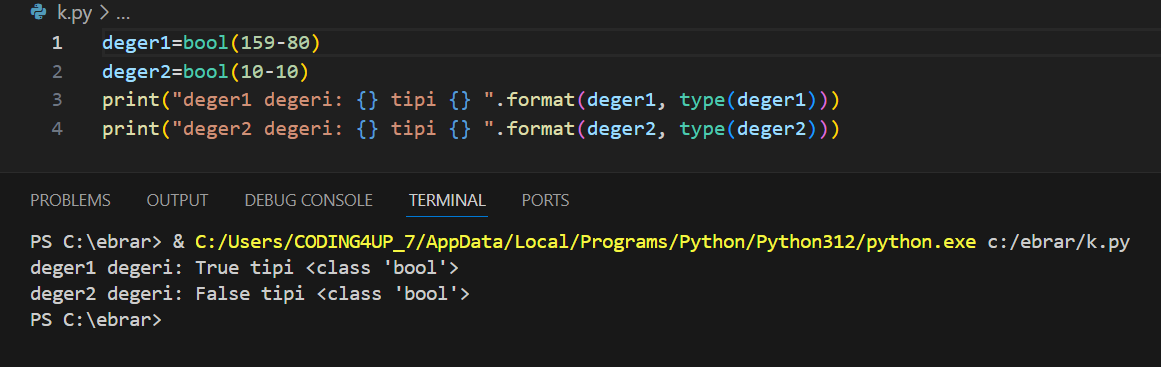 k.py > ...
1 deger1=bool(159-80)
2 deger2=bool(10-10)
3 print("deger1 degeri: {} tipi {} ".format(deger1, type(deger1)))
4 print("deger2 degeri: {} tipi {} ".format(deger2, type(deger2)))
PROBLEMS OUTPUT DEBUG CONSOLE TERMINAL PORTS
PS C:\ebrar> & C:/Users/CODING4UP_7/AppData/Local/Programs/Python/Python312/python.exe c:/ebrar/k.py
deger1 degeri: True tipi <class 'bool'>
deger2 degeri: False tipi <class 'bool'>
PS C:\ebrar>